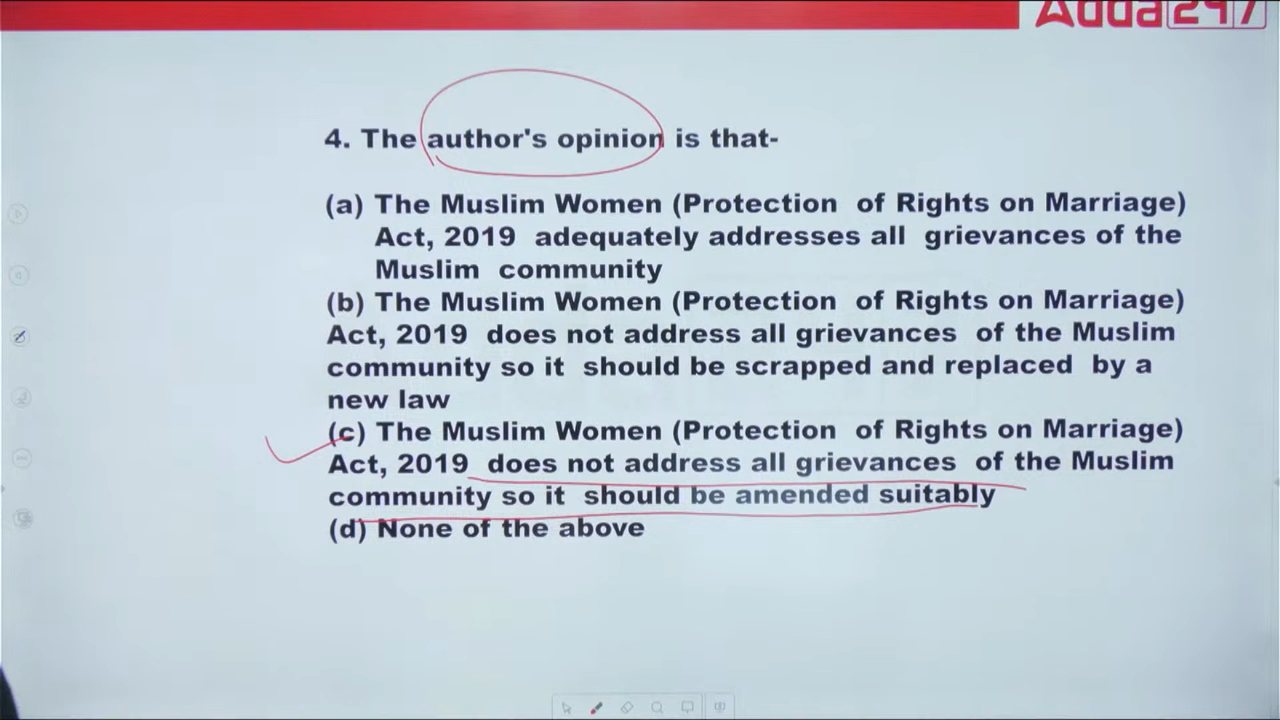 Adda247
4. The author's opinion is that-
(a) The Muslim Women (Protection of Rights on Marriage)
Act, 2019 adequately addresses all grievances of the
Muslim community
(b) The Muslim Women (Protection of Rights on Marriage)
Act, 2019 does not address all grievances of the Muslim
community so it should be scrapped and replaced by a
new law
(c) The Muslim Women (Protection of Rights on Marriage)
Act, 2019 does not address all grievances of the Muslim
community so it should be amended suitably
(d) None of the above